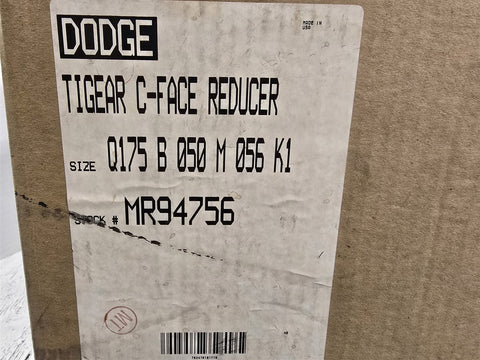 DODGE
MADE IN
USA
TIGEAR C-FACE REDUCER
SIZE Q175 B 050 M 056 K1
STOCK # MR94756